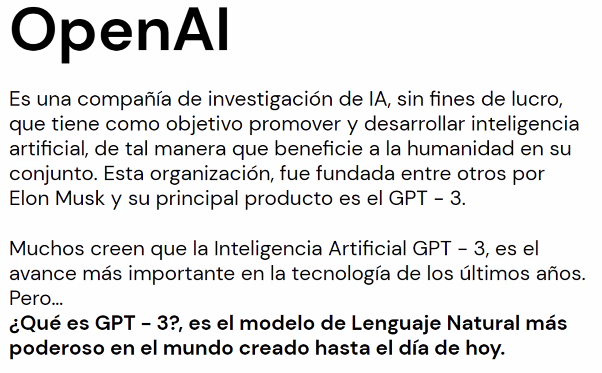 OpenAI
Es una compañía de investigación de IA, sin fines de lucro,
que tiene como objetivo promover y desarrollar inteligencia
artificial, de tal manera que beneficie a la humanidad en su
conjunto. Esta organización, fue fundada entre otros por
Elon Musk y su principal producto es el GPT - 3.
Muchos creen que la Inteligencia Artificial GPT - 3, es el
avance más importante en la tecnología de los últimos años.
Pero...
¿Qué es GPT - 3?, es el modelo de Lenguaje Natural más
poderoso en el mundo creado hasta el día de hoy.